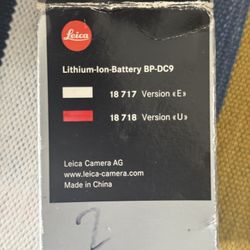 Leica
Lithium-Ion-Battery BP-DC9
18 717 Version «E»
18 718 Version «U»
Leica Camera AG
www.leica-camera.com
Made in China
2